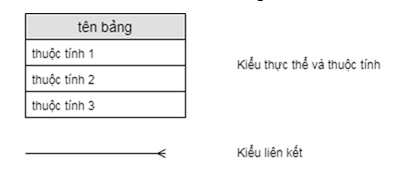 tên bảng
thuộc tính 1
thuộc tính 2
thuộc tính 3
Kiểu thực thể và thuộc tính
Kiểu liên kết